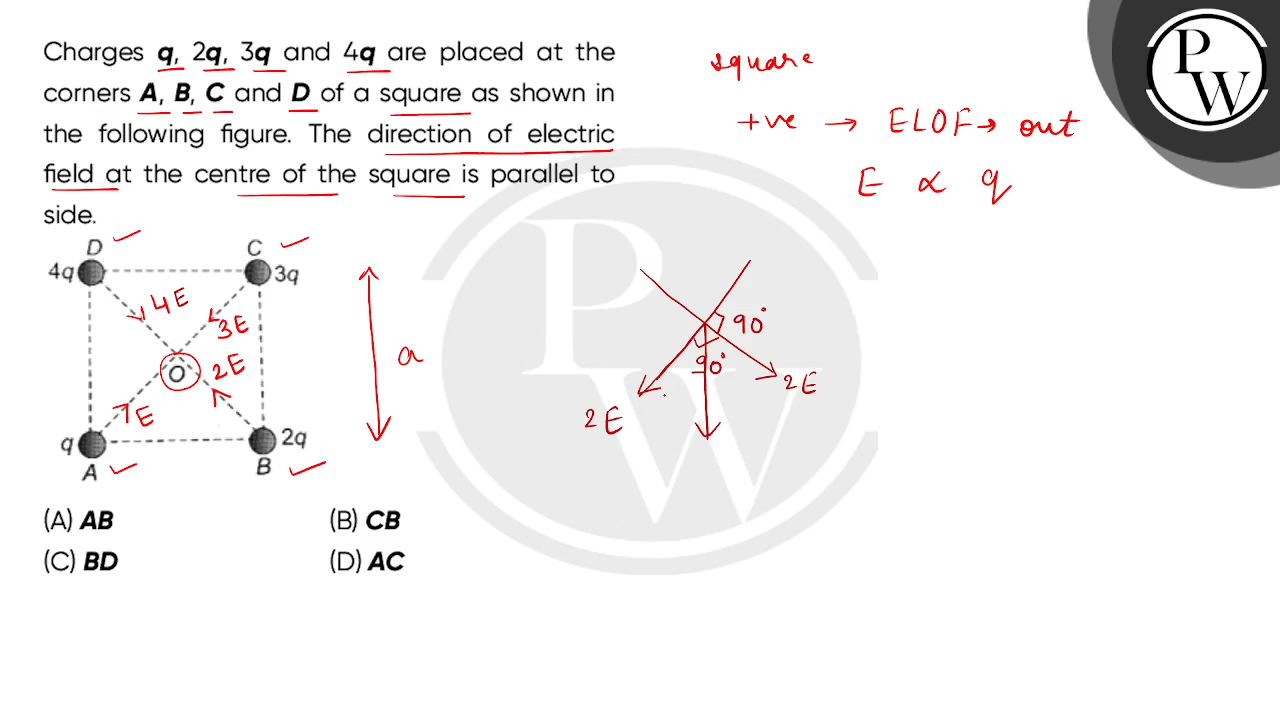 Charges q, 2q, 3q and 4q are placed at the
corners A, B, C and D of a square as shown in
the following figure. The direction of electric
field at the centre of the square is parallel to
side.
square
+ve → ELOF → out
E ∝ q
PW
D C
4q 3q
4E
3E
O 2E
E
q 2q
A B
a
90°
90°
2E
2E
(A) AB (B) CB
(C) BD (D) AC
PW